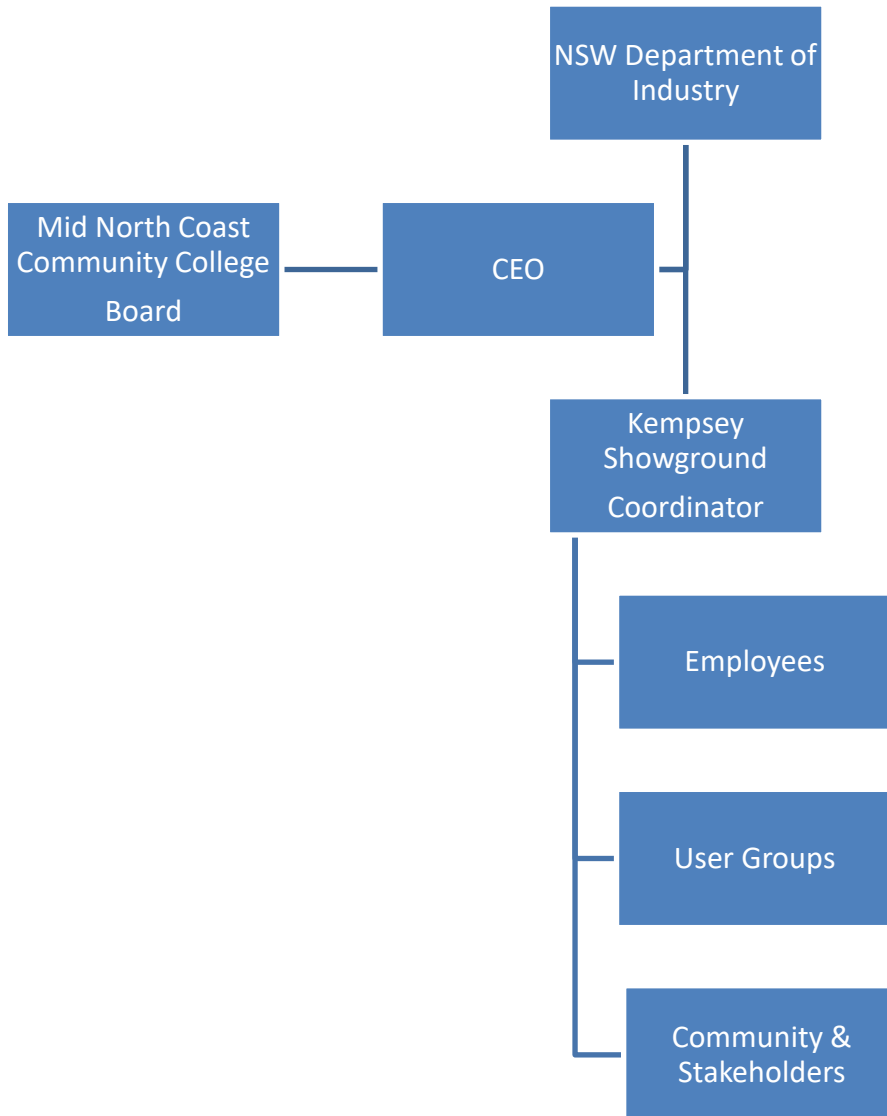 NSW Department of
Industry
Mid North Coast
Community College
Board
CEO
Kempsey
Showground
Coordinator
Employees
User Groups
Community &
Stakeholders